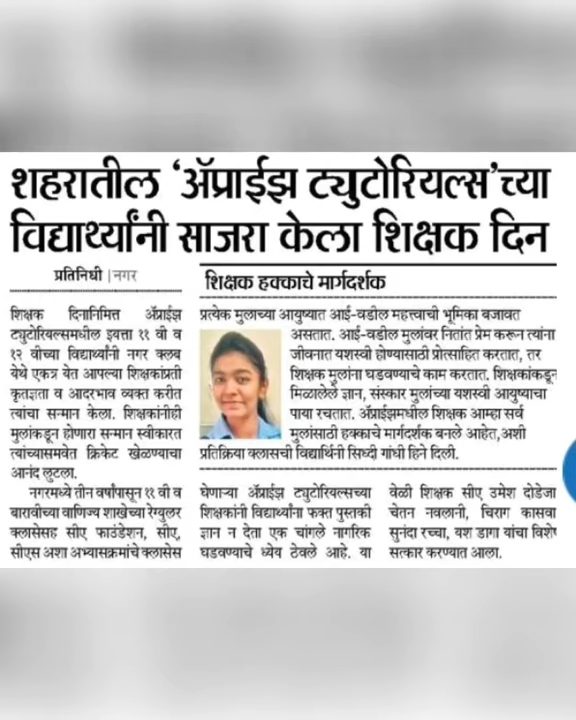 शहरातील ‘ॲप्राईझ ट्युटोरियल्स’च्या
विद्यार्थ्यांनी साजरा केला शिक्षक दिन
प्रतिनिधी | नगर
शिक्षक दिनानिमित्त ॲप्राईझ
ट्युटोरियल्समधील इयत्ता ११ वी व
१२ वीच्या विद्यार्थ्यांनी नगर क्लब
येथे एकत्र येत आपल्या शिक्षकांप्रती
कृतज्ञता व आदरभाव व्यक्त करीत
त्यांचा सन्मान केला. शिक्षकांनीही
मुलांकडून होणारा सन्मान स्वीकारत
त्यांच्यासमवेत क्रिकेट खेळण्याचा
आनंद लुटला.
नगरमध्ये तीन वर्षांपासून ११ वी व
बारावीच्या वाणिज्य शाखेच्या रेग्युलर
क्लासेसह सीए फाउंडेशन, सीए,
सीएस अशा अभ्यासक्रमांचे क्लासेस
शिक्षक हक्काचे मार्गदर्शक
प्रत्येक मुलाच्या आयुष्यात आई-वडील महत्त्वाची भूमिका बजावत
असतात. आई-वडील मुलांवर नितांत प्रेम करून त्यांना
जीवनात यशस्वी होण्यासाठी प्रोत्साहित करतात, तर
शिक्षक मुलांना घडवण्याचे काम करतात. शिक्षकांकडून
मिळालेले ज्ञान, संस्कार मुलांच्या यशस्वी आयुष्याचा
पाया रचतात. ॲप्राईझमधील शिक्षक आम्हा सर्व
मुलांसाठी हक्काचे मार्गदर्शक बनले आहेत,अशी
प्रतिक्रिया क्लासची विद्यार्थिनी सिध्दी गांधी हिने दिली.
घेणाऱ्या ॲप्राईझ ट्युटोरियल्सच्या
शिक्षकांनी विद्यार्थ्यांना फक्त पुस्तकी
ज्ञान न देता एक चांगले नागरिक
घडवण्याचे ध्येय ठेवले आहे. या
वेळी शिक्षक सीए उमेश दोडेजा
चेतन नवलानी, चिराग कासवा
सुनंदा रच्चा, यश डागा यांचा विशेष
सत्कार करण्यात आला.